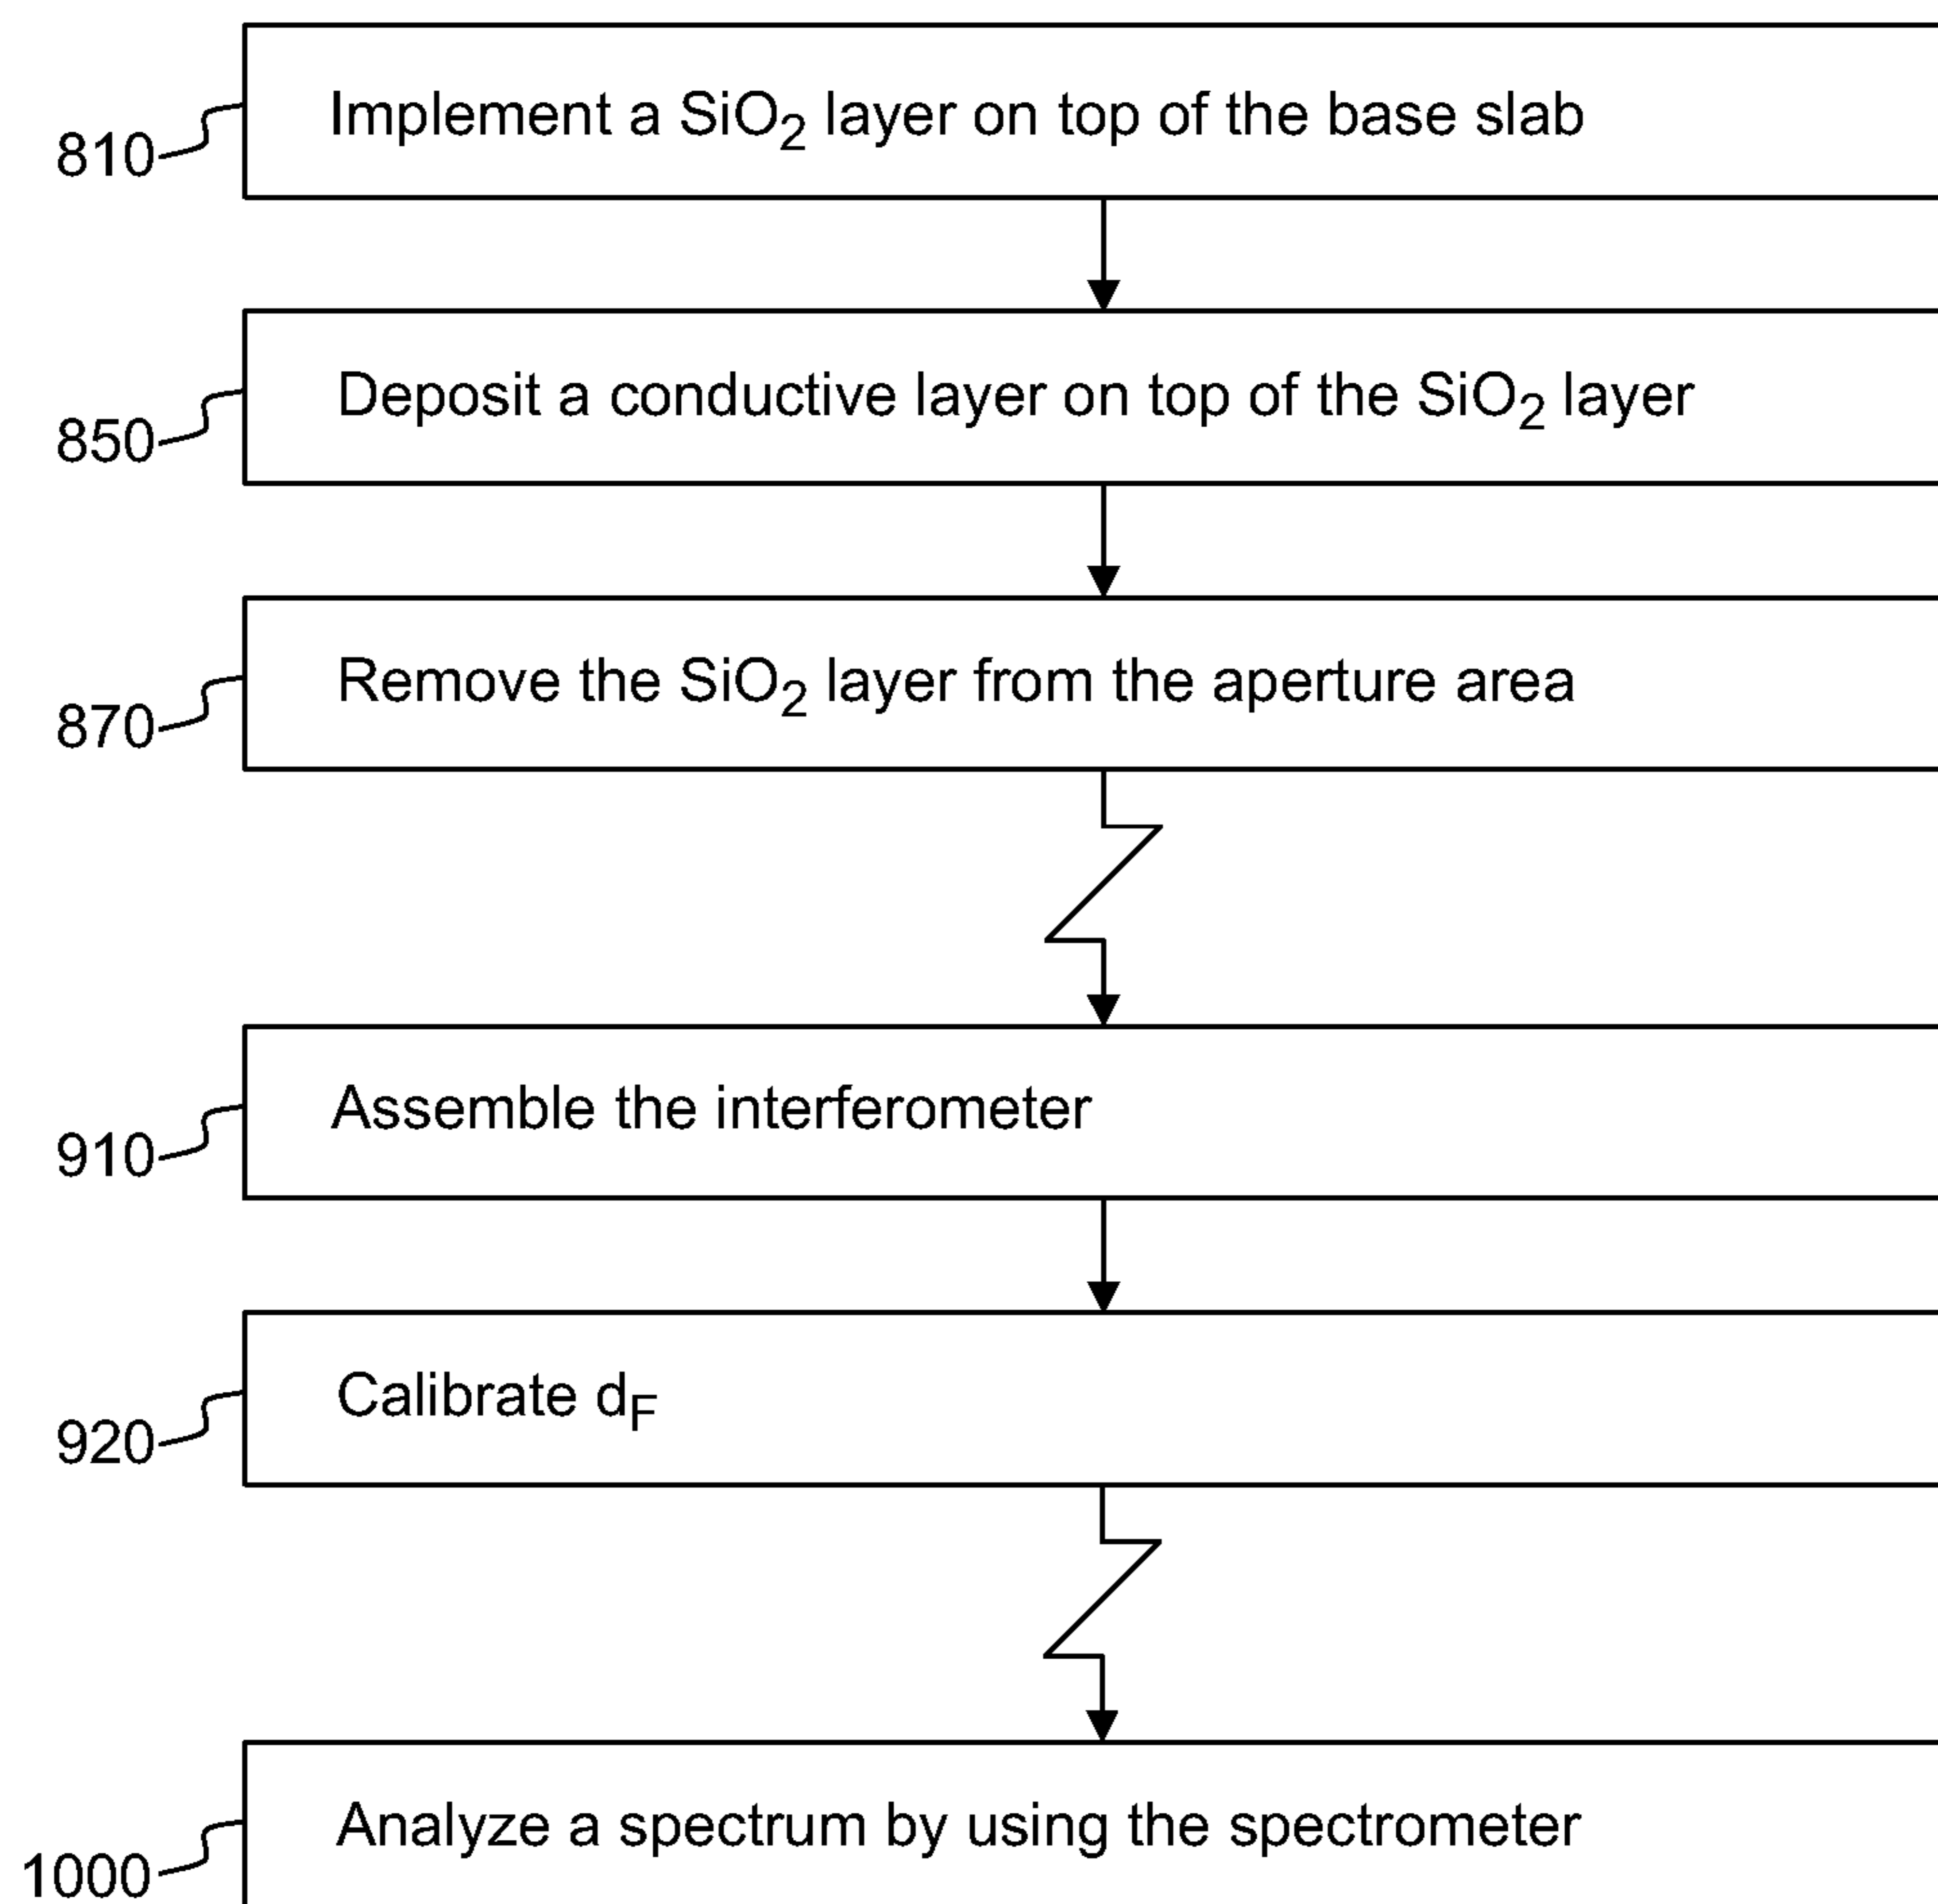 810 Implement a SiO₂ layer on top of the base slab
850 Deposit a conductive layer on top of the SiO₂ layer
870 Remove the SiO₂ layer from the aperture area
910 Assemble the interferometer
920 Calibrate d_F
1000 Analyze a spectrum by using the spectrometer